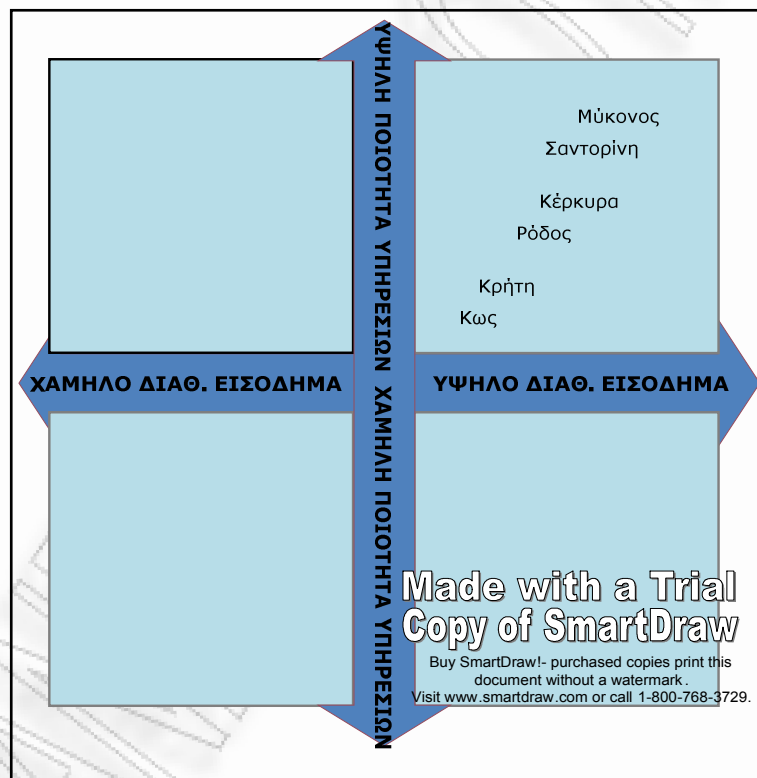 ΥΨΗΛΗ ΠΟΙΟΤΗΤΑ ΥΠΗΡΕΣΙΩΝ
Μύκονος
Σαντορίνη
Κέρκυρα
Ρόδος
Κρήτη
Κως
ΧΑΜΗΛΟ ΔΙΑΘ. ΕΙΣΟΔΗΜΑ
ΥΨΗΛΟ ΔΙΑΘ. ΕΙΣΟΔΗΜΑ
ΧΑΜΗΛΗ ΠΟΙΟΤΗΤΑ ΥΠΗΡΕΣΙΩΝ
Made with a Trial
Copy of SmartDraw
Buy SmartDraw!- purchased copies print this
document without a watermark .
Visit www.smartdraw.com or call 1-800-768-3729.